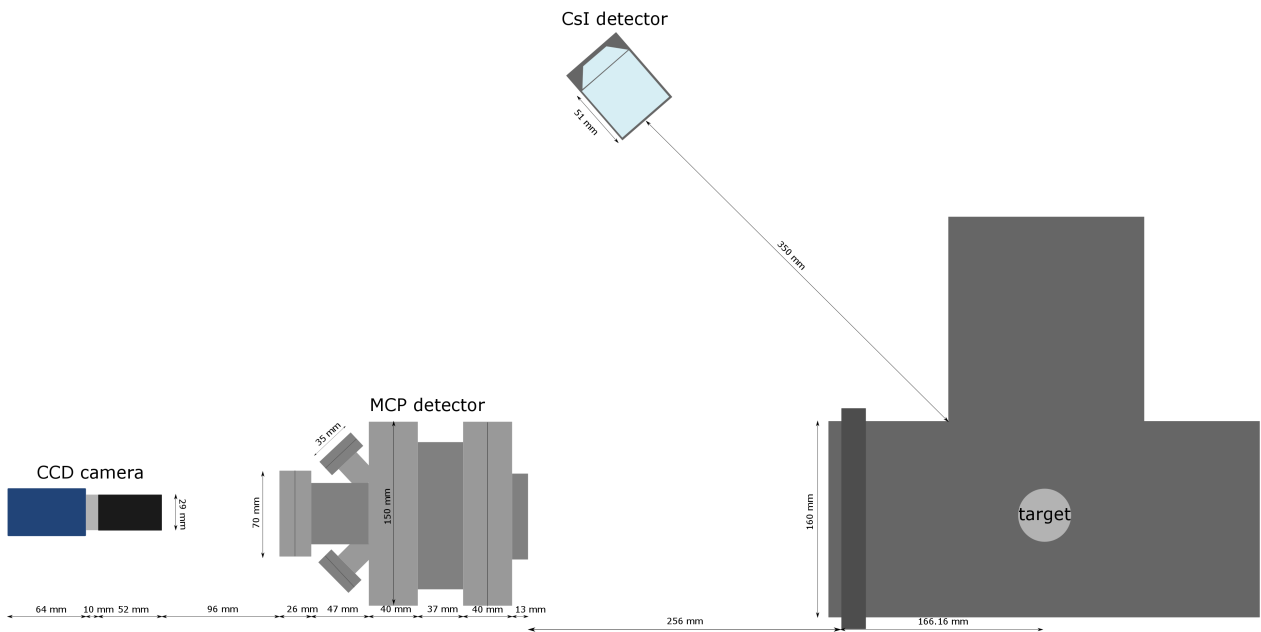 CsI detector
51 mm
350 mm
MCP detector
35 mm
CCD camera
29 mm
70 mm
150 mm
160 mm
target
64 mm
10 mm
52 mm
96 mm
26 mm
47 mm
40 mm
37 mm
40 mm
13 mm
256 mm
166.16 mm